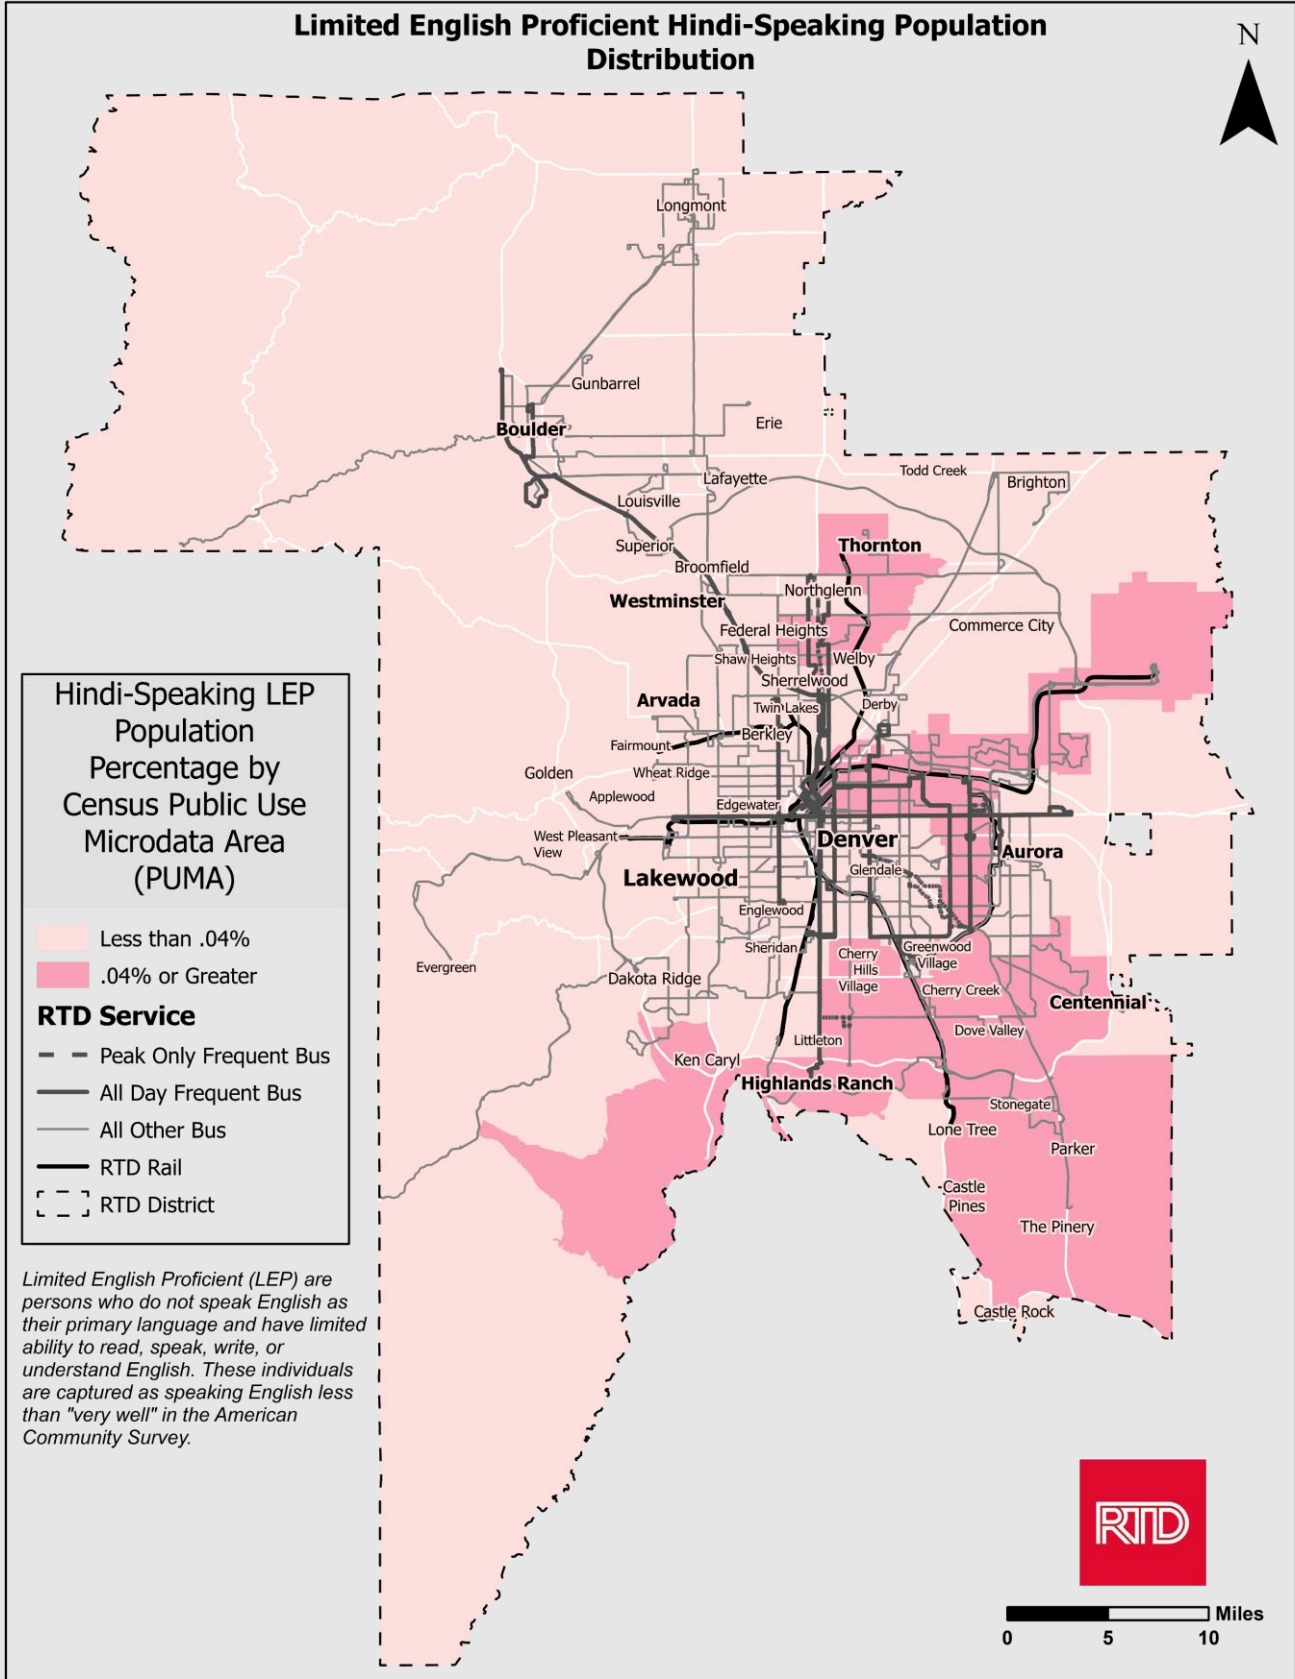 Limited English Proficient Hindi-Speaking Population
Distribution
N
Longmont
Gunbarrel
Boulder
Erie
Lafayette
Todd Creek
Brighton
Louisville
Superior
Thornton
Broomfield
Northglenn
Westminster
Federal Heights
Commerce City
Shaw Heights
Welby
Sherrelwood
Arvada
Twin Lakes
Derby
Berkley
Fairmount
Golden
Wheat Ridge
Applewood
Edgewater
West Pleasant
View
Denver
Aurora
Lakewood
Glendale
Englewood
Sheridan
Greenwood
Village
Cherry
Hills
Village
Evergreen
Dakota Ridge
Cherry Creek
Centennial
Dove Valley
Littleton
Ken Caryl
Highlands Ranch
Stonegate
Lone Tree
Parker
Castle
Pines
The Pinery
Castle Rock
Hindi-Speaking LEP
Population
Percentage by
Census Public Use
Microdata Area
(PUMA)
Less than .04%
.04% or Greater
RTD Service
Peak Only Frequent Bus
All Day Frequent Bus
All Other Bus
RTD Rail
RTD District
Limited English Proficient (LEP) are
persons who do not speak English as
their primary language and have limited
ability to read, speak, write, or
understand English. These individuals
are captured as speaking English less
than "very well" in the American
Community Survey.
RTD
Miles
0 5 10